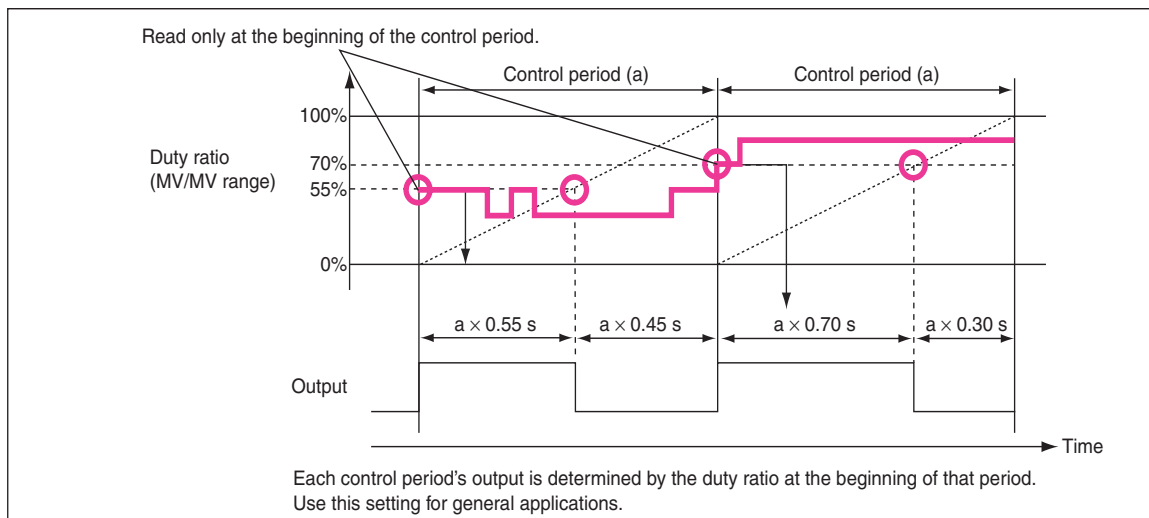 Read only at the beginning of the control period.
Control period (a)
Control period (a)
100%
Duty ratio
(MV/MV range)
70%
55%
0%
a × 0.55 s
a × 0.45 s
a × 0.70 s
a × 0.30 s
Output
Time
Each control period's output is determined by the duty ratio at the beginning of that period.
Use this setting for general applications.